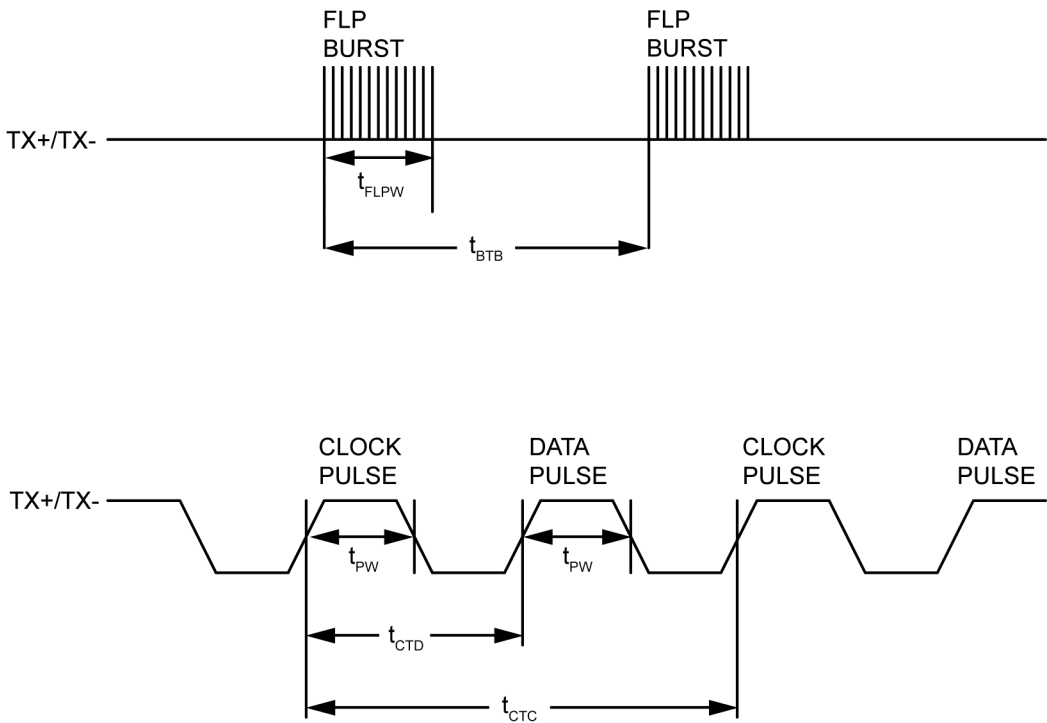 FLP
BURST
FLP
BURST
TX+/TX-
tFLPW
tBTB
CLOCK
PULSE
DATA
PULSE
CLOCK
PULSE
DATA
PULSE
TX+/TX-
tPW
tPW
tCTD
tCTC